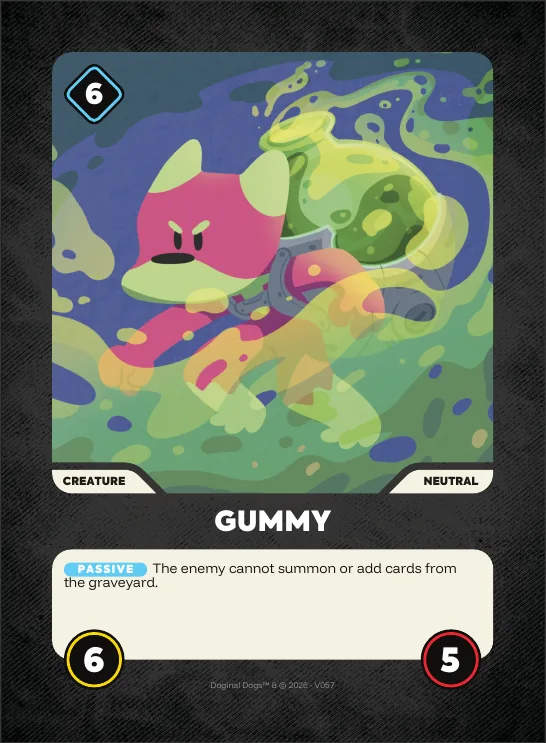 6
CREATURE
NEUTRAL
GUMMY
PASSIVE The enemy cannot summon or add cards from
the graveyard.
6
5
Doginal Dogs™ & © 2026 - V057